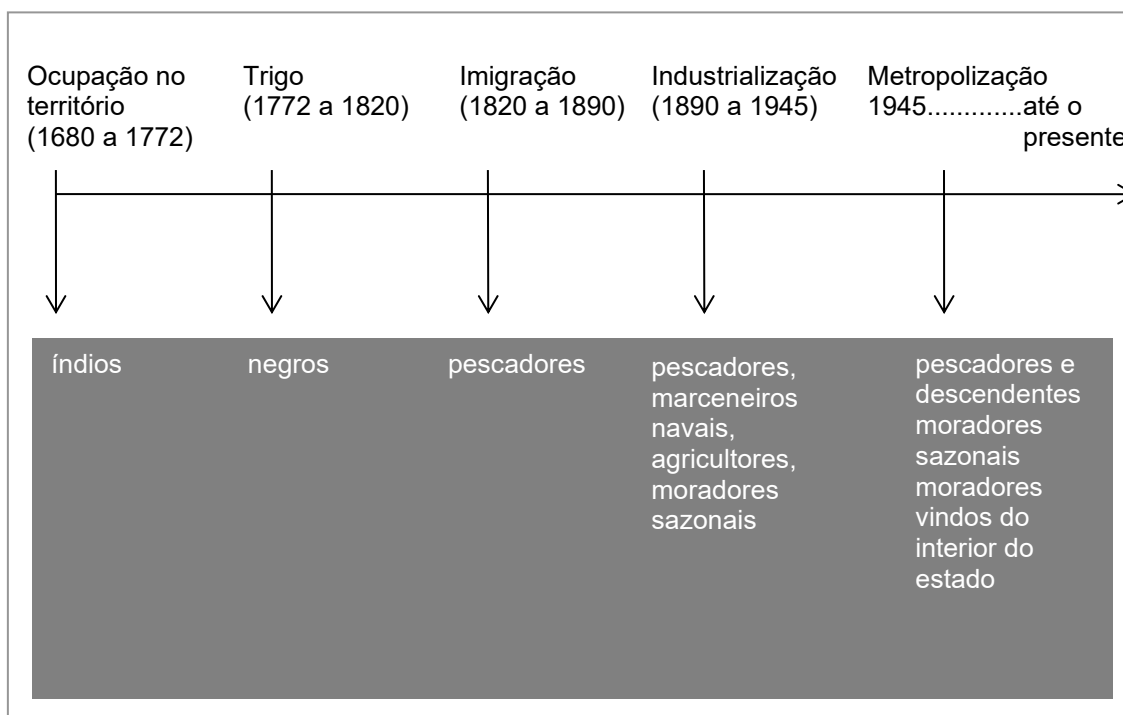 Ocupação no
território
(1680 a 1772)
Trigo
(1772 a 1820)
Imigração
(1820 a 1890)
Industrialização
(1890 a 1945)
Metropolização
1945.............até o
presente
índios
negros
pescadores
pescadores,
marceneiros
navais,
agricultores,
moradores
sazonais
pescadores e
descendentes
moradores
sazonais
moradores
vindos do
interior do
estado